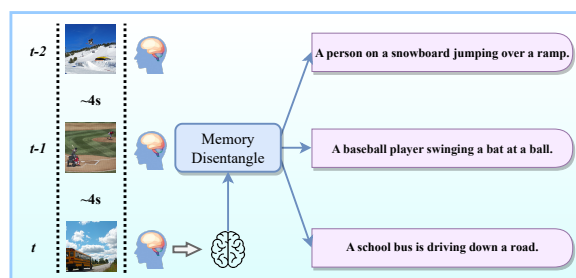 t-2
A person on a snowboard jumping over a ramp.
~4s
t-1
Memory
Disentangle
A baseball player swinging a bat at a ball.
~4s
t
A school bus is driving down a road.